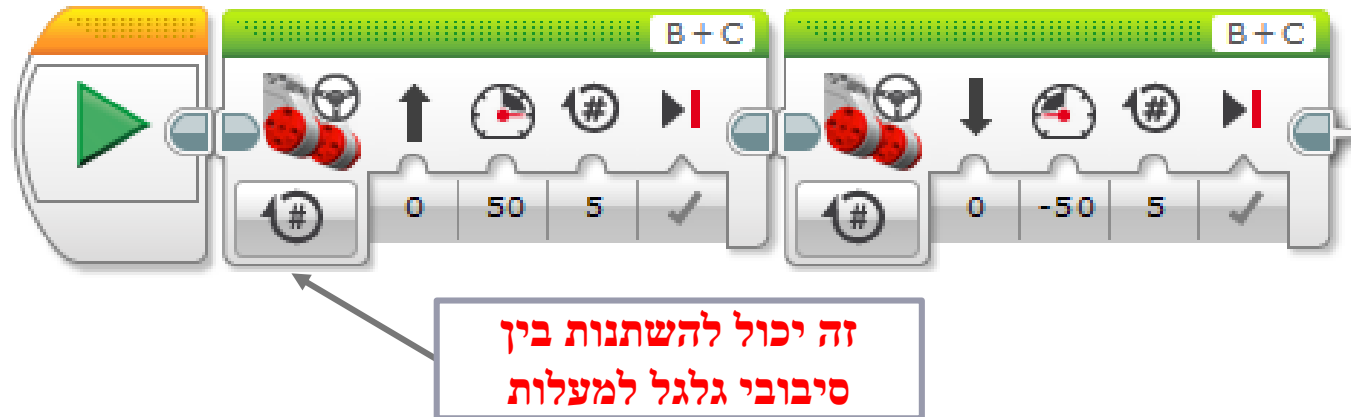 B + C B + C
# # # #
0 50 5 0 -50 5
זה יכול להשתנות בין
סיבובי גלגל למעלות